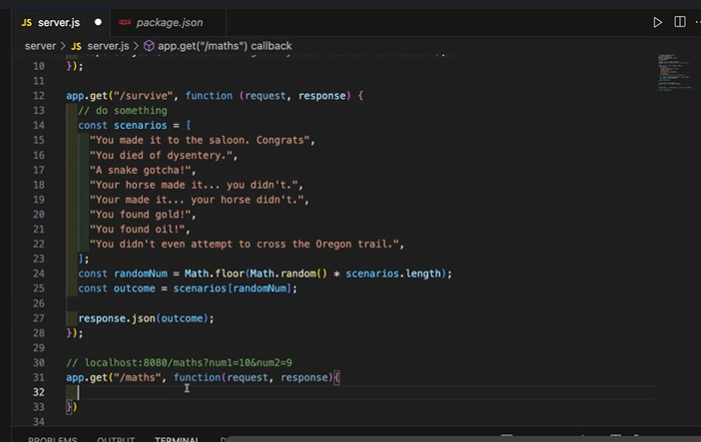 JS server.js ● package.json
server > JS server.js > app.get("/maths") callback
10 });
11
12 app.get("/survive", function (request, response) {
13 // do something
14 const scenarios = [
15 "You made it to the saloon. Congrats",
16 "You died of dysentery.",
17 "A snake gotcha!",
18 "Your horse made it... you didn't.",
19 "Your made it... your horse didn't.",
20 "You found gold!",
21 "You found oil!",
22 "You didn't even attempt to cross the Oregon trail.",
23 ];
24 const randomNum = Math.floor(Math.random() * scenarios.length);
25 const outcome = scenarios[randomNum];
26
27 response.json(outcome);
28 });
29
30 // localhost:8080/maths?num1=10&num2=9
31 app.get("/maths", function(request, response){
32
33 })
34
PROBLEMS OUTPUT TERMINAL